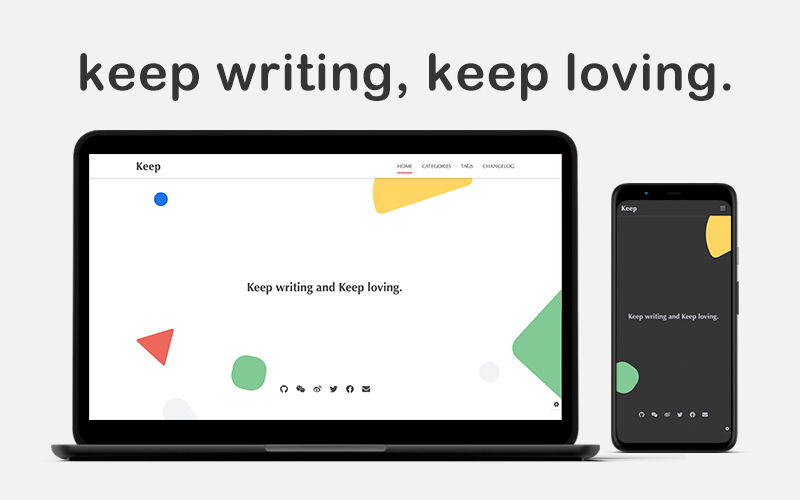 keep writing, keep loving.
Keep
HOME CATEGORIES TAGS CHANGELOG
Keep writing and Keep loving.
Keep
Keep writing and Keep loving.